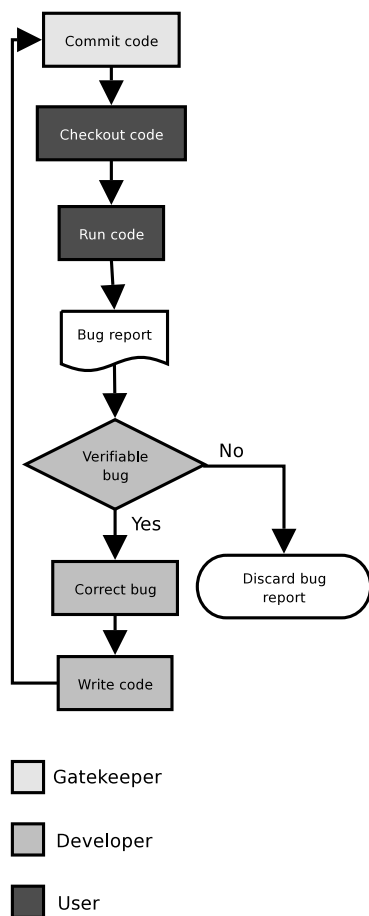 Commit code
Checkout code
Run code
Bug report
Verifiable
bug
No
Yes
Correct bug
Discard bug
report
Write code
Gatekeeper
Developer
User